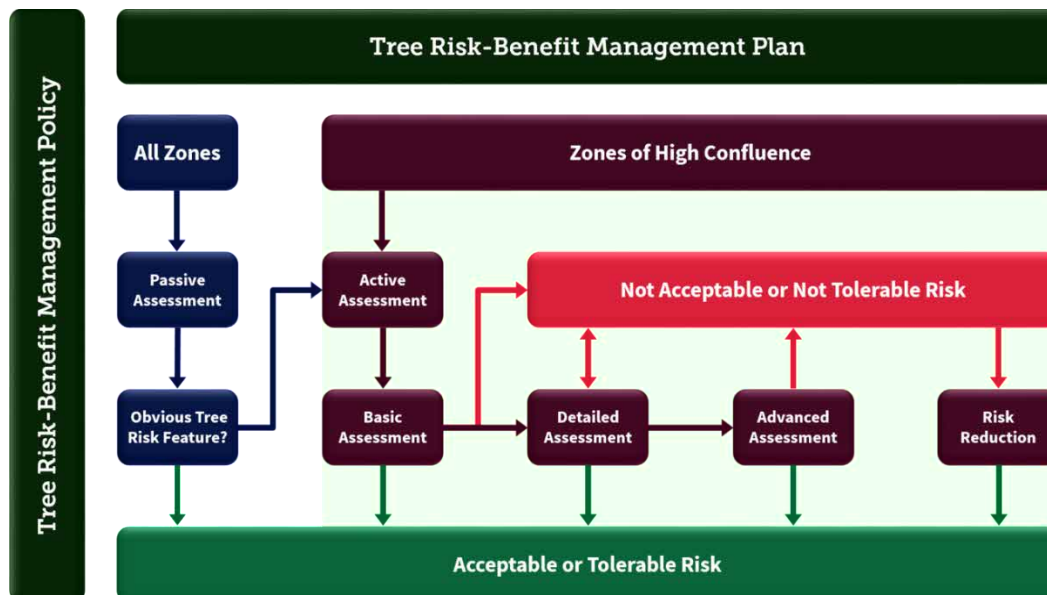 Tree Risk-Benefit Management Policy
Tree Risk-Benefit Management Plan
All Zones
Zones of High Confluence
Passive
Assessment
Active
Assessment
Not Acceptable or Not Tolerable Risk
Obvious Tree
Risk Feature?
Basic
Assessment
Detailed
Assessment
Advanced
Assessment
Risk
Reduction
Acceptable or Tolerable Risk